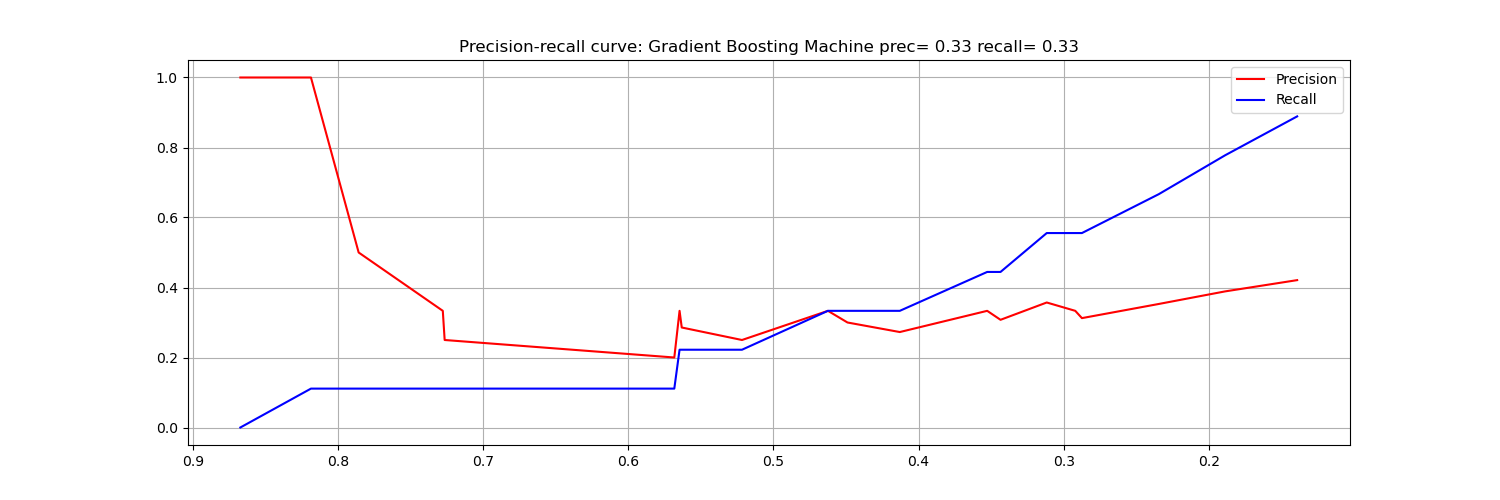 Precision-recall curve: Gradient Boosting Machine prec= 0.33 recall= 0.33
Precision
Recall
1.0
0.8
0.6
0.4
0.2
0.0
0.9 0.8 0.7 0.6 0.5 0.4 0.3 0.2